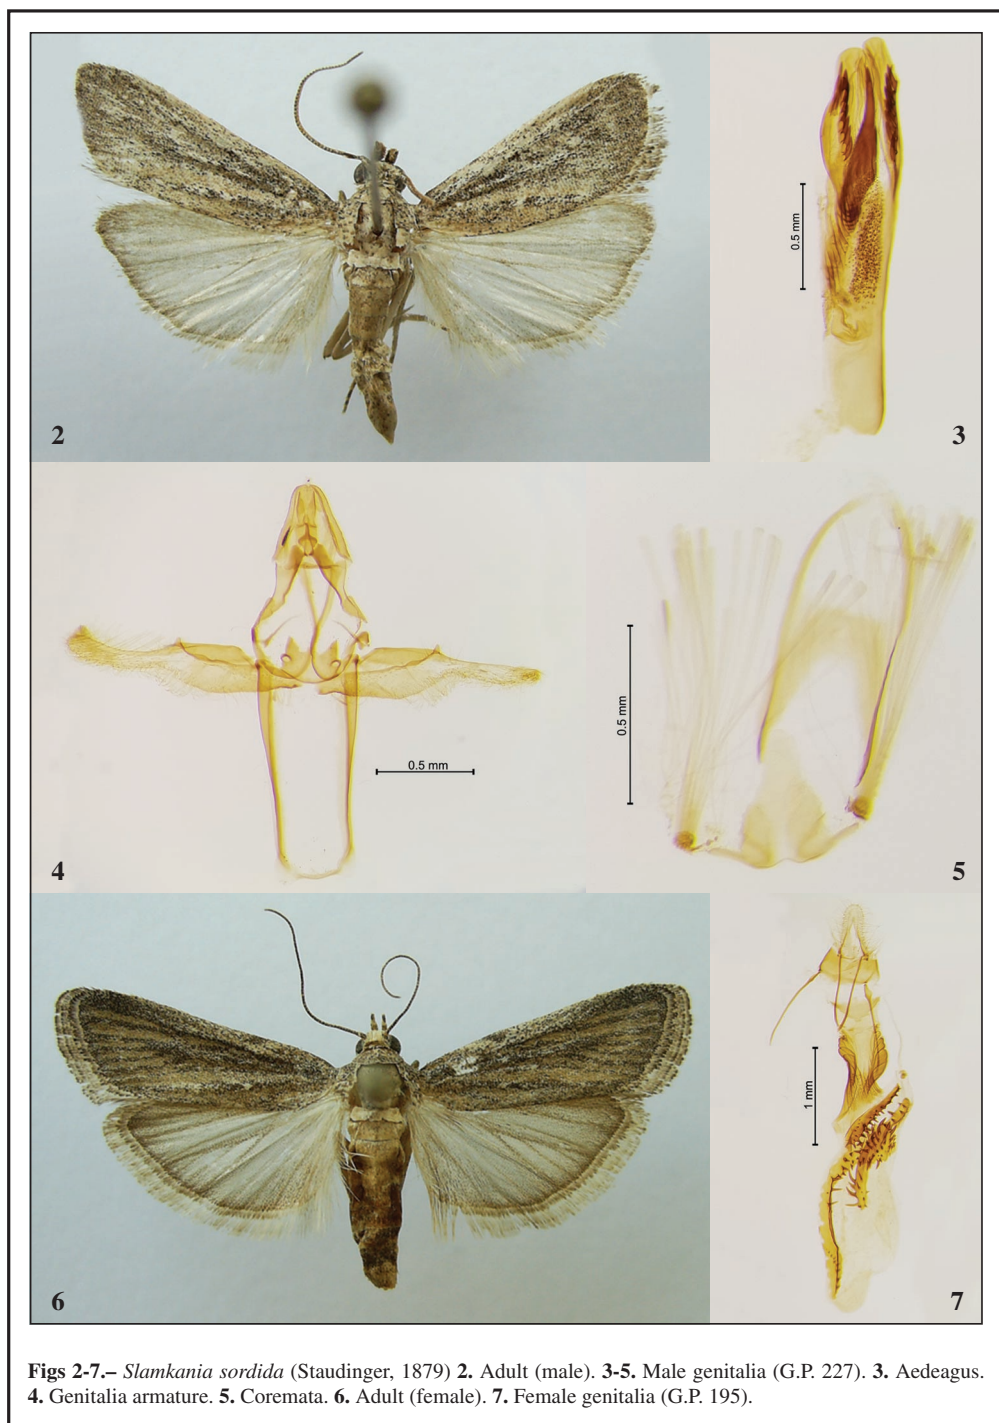 2
0.5 mm
3
0.5 mm
4
0.5 mm
5
6
1 mm
7
Figs 2-7.– Slamkania sordida (Staudinger, 1879) 2. Adult (male). 3-5. Male genitalia (G.P. 227). 3. Aedeagus.
4. Genitalia armature. 5. Coremata. 6. Adult (female). 7. Female genitalia (G.P. 195).